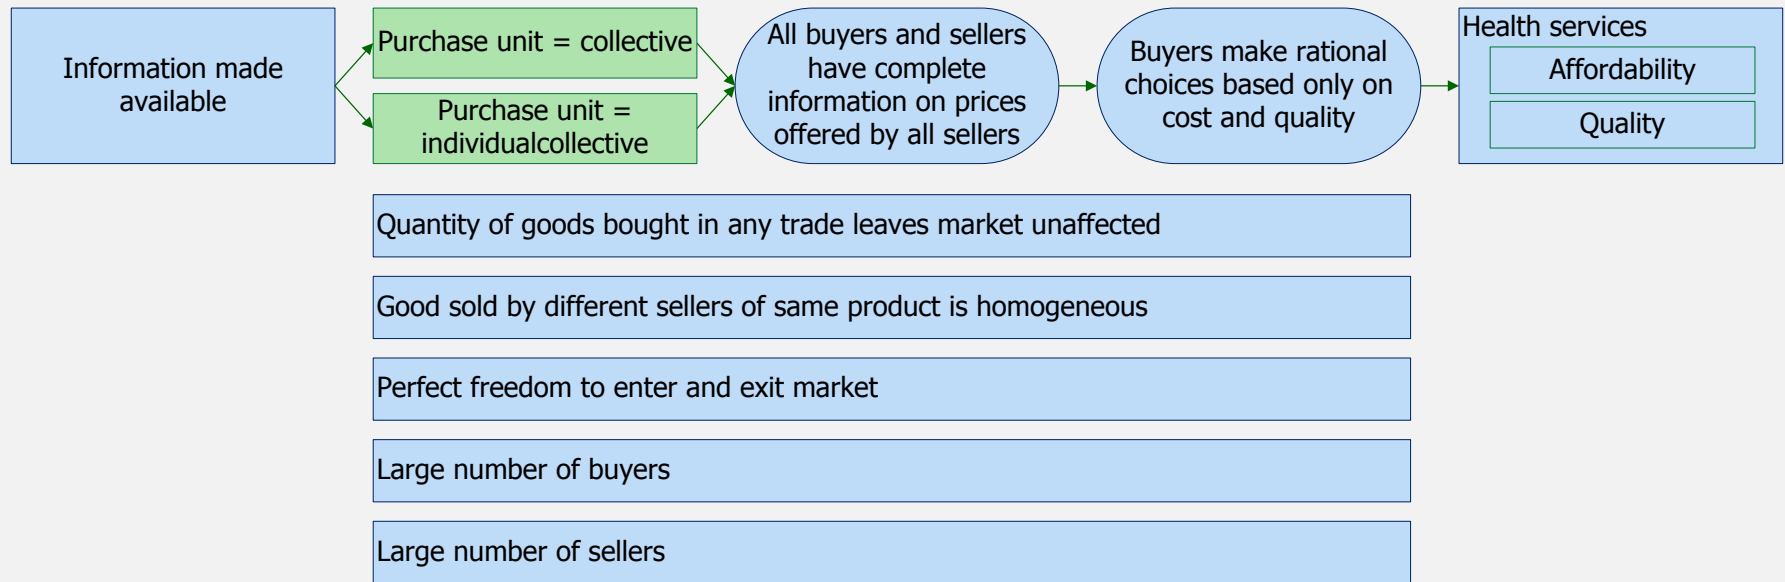 Information made
available
Purchase unit = collective
Purchase unit =
individualcollective
All buyers and sellers
have complete
information on prices
offered by all sellers
Buyers make rational
choices based only on
cost and quality
Health services
Affordability
Quality
Quantity of goods bought in any trade leaves market unaffected
Good sold by different sellers of same product is homogeneous
Perfect freedom to enter and exit market
Large number of buyers
Large number of sellers